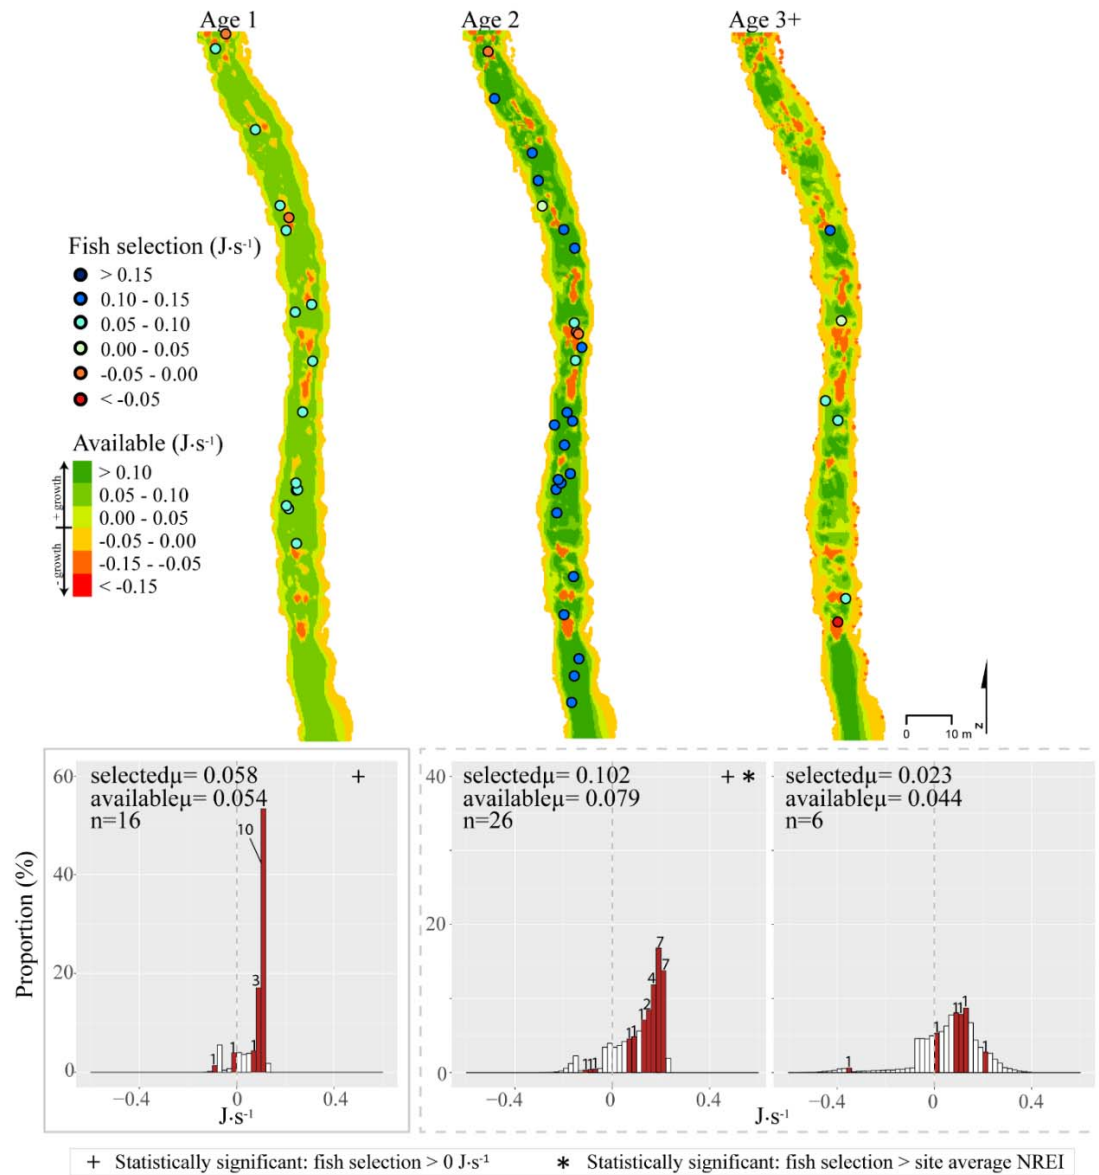 Age 1
Age 2
Age 3+
Fish selection (J·s⁻¹)
> 0.15
0.10 - 0.15
0.05 - 0.10
0.00 - 0.05
-0.05 - 0.00
< -0.05
Available (J·s⁻¹)
+ growth
- growth
> 0.10
0.05 - 0.10
0.00 - 0.05
-0.05 - 0.00
-0.15 - -0.05
< -0.15
0 10 m
N
Proportion (%)
60
40
20
0
selectedμ= 0.058 +
availableμ= 0.054
n=16
1
1
1
3
10
−0.4 0 0.4
J·s⁻¹
40
20
0
selectedμ= 0.102 + *
availableμ= 0.079
n=26
1 1 1
1 1
1
2
4
7
7
−0.4 0 0.4
selectedμ= 0.023
availableμ= 0.044
n=6
1
1
1 1 1
1
−0.4 0 0.4
J·s⁻¹
+ Statistically significant: fish selection > 0 J·s⁻¹ * Statistically significant: fish selection > site average NREI